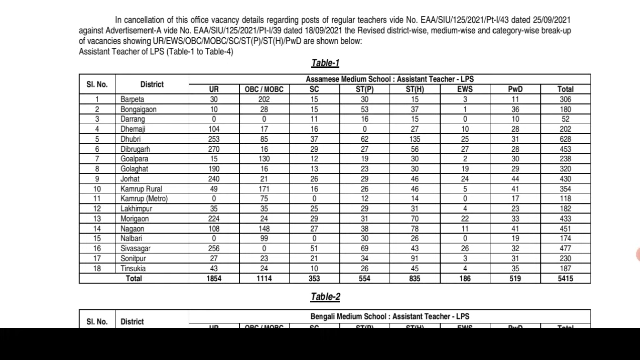 In cancellation of this office vacancy details regarding posts of regular teachers vide No. EAA/SIU/125/2021/Pt-I/43 dated 25/09/2021
against Advertisement-A vide No. EAA/SIU/125/2021/Pt-I/39 dated 18/09/2021 the Revised district-wise, medium-wise and category-wise break-up
of vacancies showing UR/EWS/OBC/MOBC/SC/ST(P)/ST(H)/PwD are shown below:
Assistant Teacher of LPS (Table-1 to Table-4)
Table-1
Sl. No. District Assamese Medium School : Assistant Teacher - LPS
UR OBC / MOBC SC ST(P) ST(H) EWS PwD Total
1 Barpeta 30 202 15 30 15 3 11 306
2 Bongaigaon 10 28 15 53 37 1 36 180
3 Darrang 0 0 11 16 15 0 10 52
4 Dhemaji 104 17 16 0 27 10 28 202
5 Dhubri 253 85 37 62 135 25 31 628
6 Dibrugarh 270 16 29 27 56 27 28 453
7 Goalpara 15 130 12 19 30 2 30 238
8 Golaghat 190 16 13 23 30 19 29 320
9 Jorhat 240 21 26 29 46 24 44 430
10 Kamrup Rural 49 171 16 26 46 5 41 354
11 Kamrup (Metro) 0 75 0 12 14 0 17 118
12 Lakhimpur 35 35 25 29 31 4 23 182
13 Morigaon 224 24 29 31 70 22 33 433
14 Nagaon 108 148 27 38 78 11 41 451
15 Nalbari 0 99 0 30 26 0 19 174
16 Sivasagar 256 0 51 69 43 26 32 477
17 Sonitpur 27 23 21 34 91 3 31 230
18 Tinsukia 43 24 10 26 45 4 35 187
Total 1854 1114 353 554 835 186 519 5415
Table-2
Sl. No. District Bengali Medium School : Assistant Teacher - LPS
UR OBC / MOBC SC ST(P) ST(H) EWS PwD Total